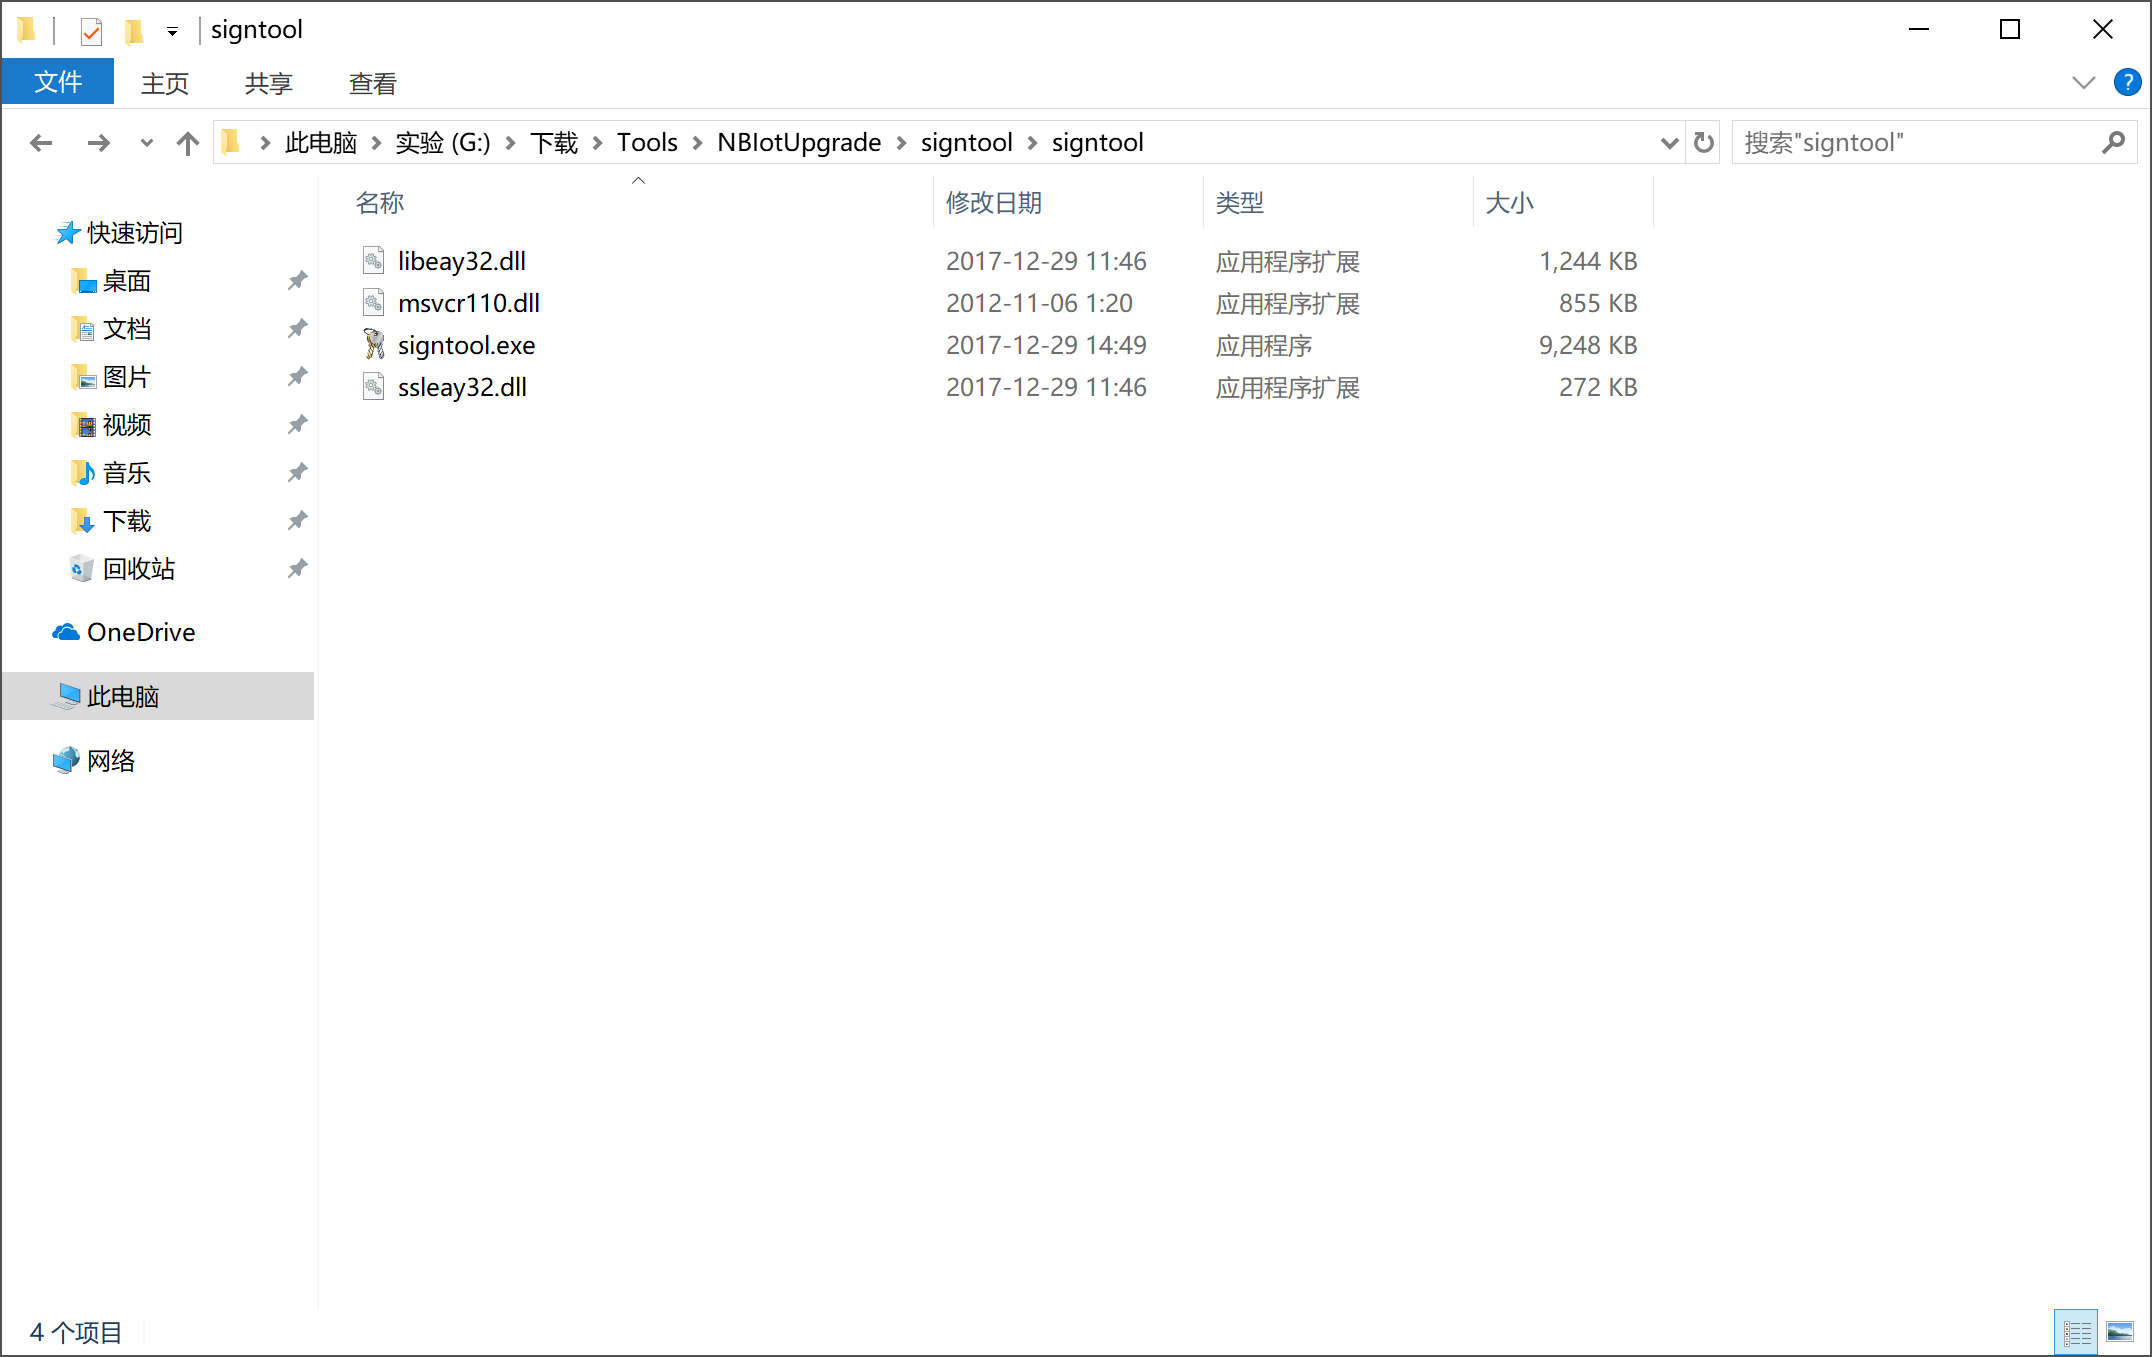 signtool
文件 主页 共享 查看 ?
此电脑 实验 (G:) 下载 Tools NBIotUpgrade signtool signtool 搜索"signtool"
名称 修改日期 类型 大小
libeay32.dll 2017-12-29 11:46 应用程序扩展 1,244 KB
msvcr110.dll 2012-11-06 1:20 应用程序扩展 855 KB
signtool.exe 2017-12-29 14:49 应用程序 9,248 KB
ssleay32.dll 2017-12-29 11:46 应用程序扩展 272 KB
快速访问
桌面
文档
图片
视频
音乐
下载
回收站
OneDrive
此电脑
网络
4 个项目